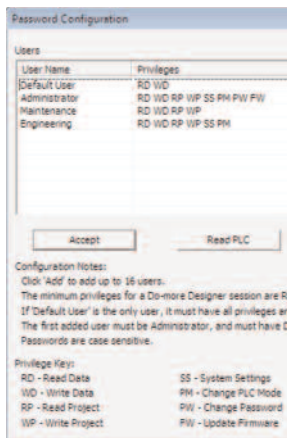 Password Configuration
Users
User Name Privileges
Default User RD WD
Administrator RD WD RP WP SS PM PW FW
Maintenance RD WD RP WP
Engineering RD WD RP WP SS PM
Accept Read PLC
Configuration Notes:
Click 'Add' to add up to 16 users.
The minimum privileges for a Do-more Designer session are R
If 'Default User' is the only user, it must have all privileges an
The first added user must be Administrator, and must have D
Passwords are case sensitive.
Privilege Key:
RD - Read Data SS - System Settings
WD - Write Data PM - Change PLC Mode
RP - Read Project PW - Change Password
WP - Write Project FW - Update Firmware